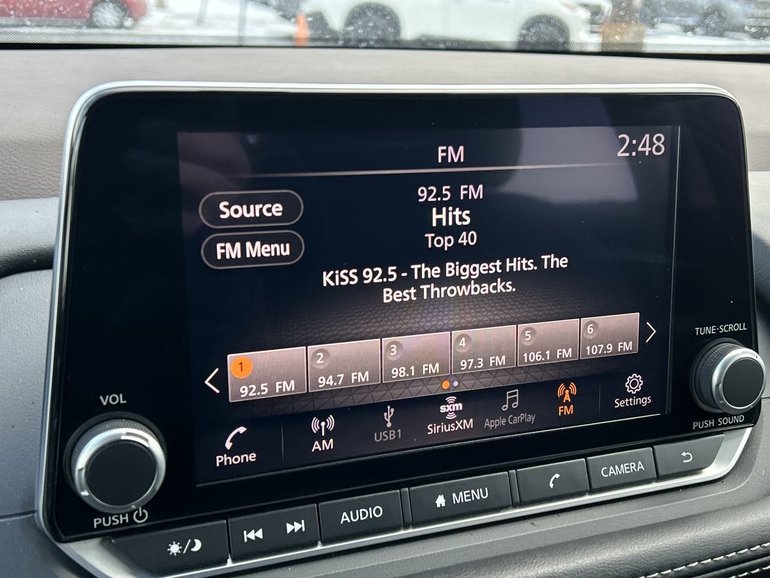 FM
2:48
Source
FM Menu
92.5 FM
Hits
Top 40
KiSS 92.5 - The Biggest Hits. The
Best Throwbacks.
1 92.5 FM
2 94.7 FM
3 98.1 FM
4 97.3 FM
5 106.1 FM
6 107.9 FM
Phone
AM
USB1
sxm
SiriusXM
Apple CarPlay
FM
Settings
VOL
PUSH
TUNE·SCROLL
PUSH SOUND
AUDIO
MENU
CAMERA